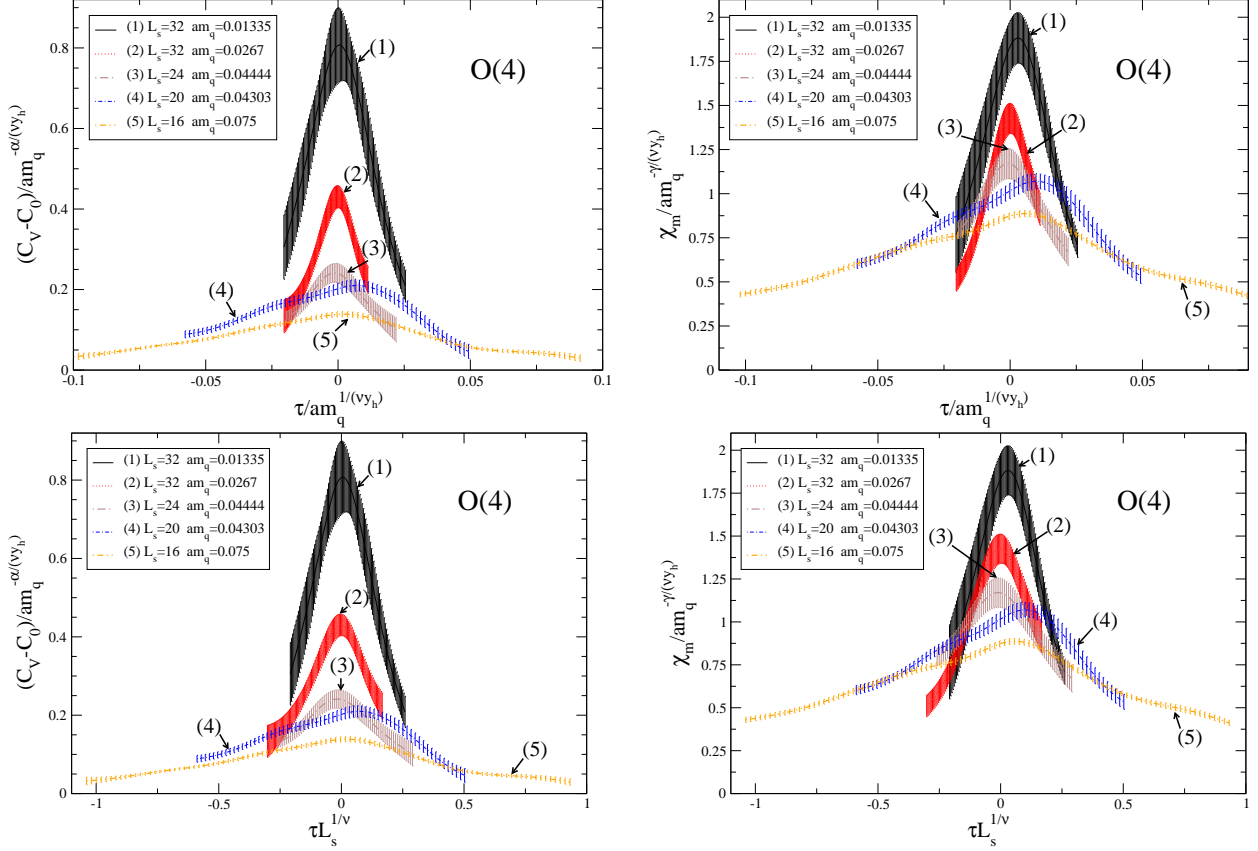 (1) L_s=32 am_q=0.01335
(2) L_s=32 am_q=0.0267
(3) L_s=24 am_q=0.04444
(4) L_s=20 am_q=0.04303
(5) L_s=16 am_q=0.075
O(4)
(1)
(2)
(3)
(4)
(5)
0
0.2
0.4
0.6
0.8
-0.1
-0.05
0
0.05
0.1
(C_V-C_0)/am_q^{-α/(νy_h)}
τ/am_q^{1/(νy_h)}
(1) L_s=32 am_q=0.01335
(2) L_s=32 am_q=0.0267
(3) L_s=24 am_q=0.04444
(4) L_s=20 am_q=0.04303
(5) L_s=16 am_q=0.075
O(4)
(1)
(2)
(3)
(4)
(5)
0
0.25
0.5
0.75
1
1.25
1.5
1.75
2
-0.1
-0.05
0
0.05
χ_m/am_q^{-γ/(νy_h)}
τ/am_q^{1/(νy_h)}
(1) L_s=32 am_q=0.01335
(2) L_s=32 am_q=0.0267
(3) L_s=24 am_q=0.04444
(4) L_s=20 am_q=0.04303
(5) L_s=16 am_q=0.075
O(4)
(1)
(2)
(3)
(4)
(5)
0
0.2
0.4
0.6
0.8
-1
-0.5
0
0.5
1
(C_V-C_0)/am_q^{-α/(νy_h)}
τL_s^{1/ν}
(1) L_s=32 am_q=0.01335
(2) L_s=32 am_q=0.0267
(3) L_s=24 am_q=0.04444
(4) L_s=20 am_q=0.04303
(5) L_s=16 am_q=0.075
O(4)
(1)
(2)
(3)
(4)
(5)
0
0.25
0.5
0.75
1
1.25
1.5
1.75
2
-1
-0.5
0
0.5
1
χ_m/am_q^{-γ/(νy_h)}
τL_s^{1/ν}